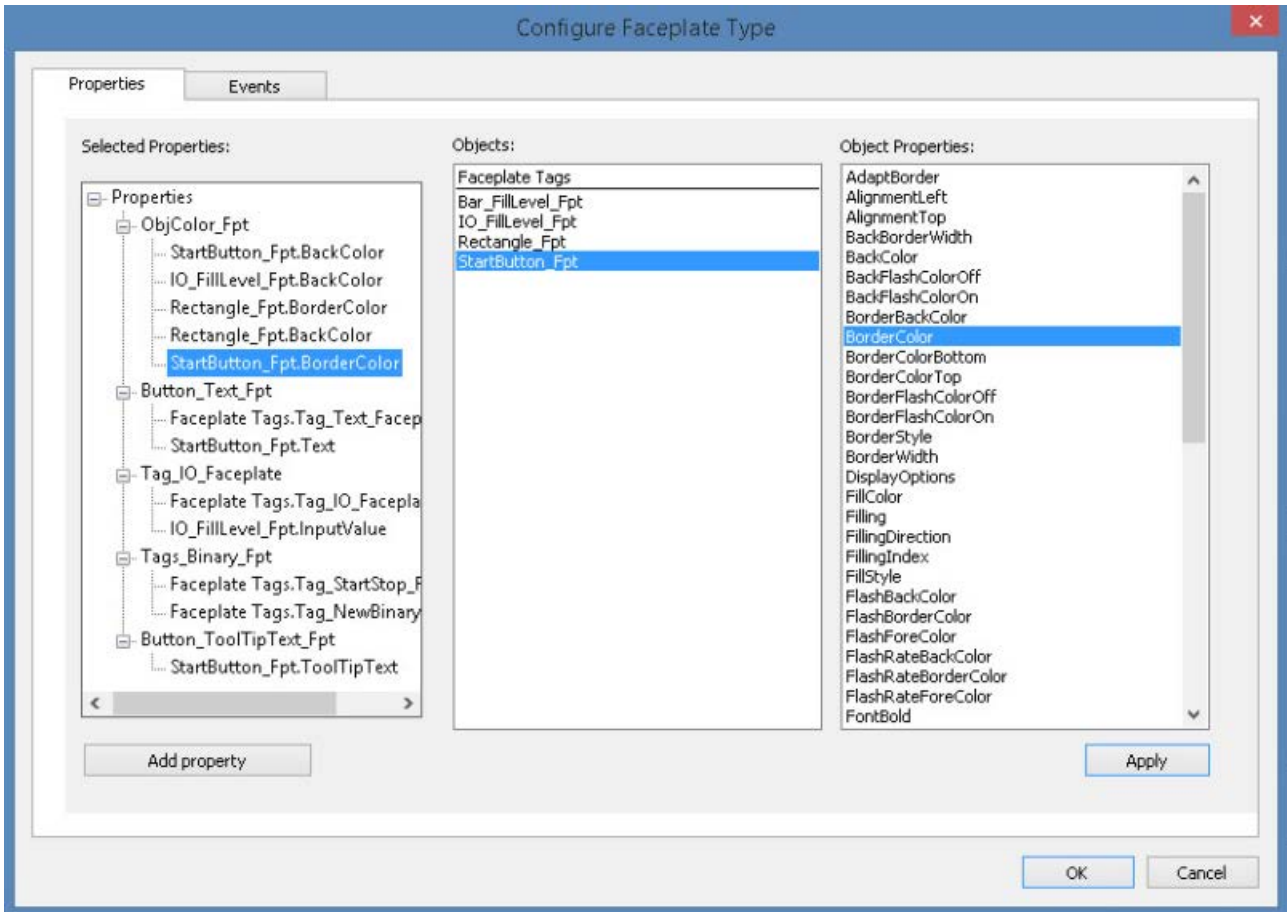 Configure Faceplate Type
Properties
Events
Selected Properties:
Properties
ObjColor_Fpt
StartButton_Fpt.BackColor
IO_FillLevel_Fpt.BackColor
Rectangle_Fpt.BorderColor
Rectangle_Fpt.BackColor
StartButton_Fpt.BorderColor
Button_Text_Fpt
Faceplate Tags.Tag_Text_Facep
StartButton_Fpt.Text
Tag_IO_Faceplate
Faceplate Tags.Tag_IO_Facepla
IO_FillLevel_Fpt.InputValue
Tags_Binary_Fpt
Faceplate Tags.Tag_StartStop_F
Faceplate Tags.Tag_NewBinary
Button_ToolTipText_Fpt
StartButton_Fpt.ToolTipText
Add property
Objects:
Faceplate Tags
Bar_FillLevel_Fpt
IO_FillLevel_Fpt
Rectangle_Fpt
StartButton_Fpt
Object Properties:
AdaptBorder
AlignmentLeft
AlignmentTop
BackBorderWidth
BackColor
BackFlashColorOff
BackFlashColorOn
BorderBackColor
BorderColor
BorderColorBottom
BorderColorTop
BorderFlashColorOff
BorderFlashColorOn
BorderStyle
BorderWidth
DisplayOptions
FillColor
Filling
FillingDirection
FillingIndex
FillStyle
FlashBackColor
FlashBorderColor
FlashForeColor
FlashRateBackColor
FlashRateBorderColor
FlashRateForeColor
FontBold
Apply
OK
Cancel